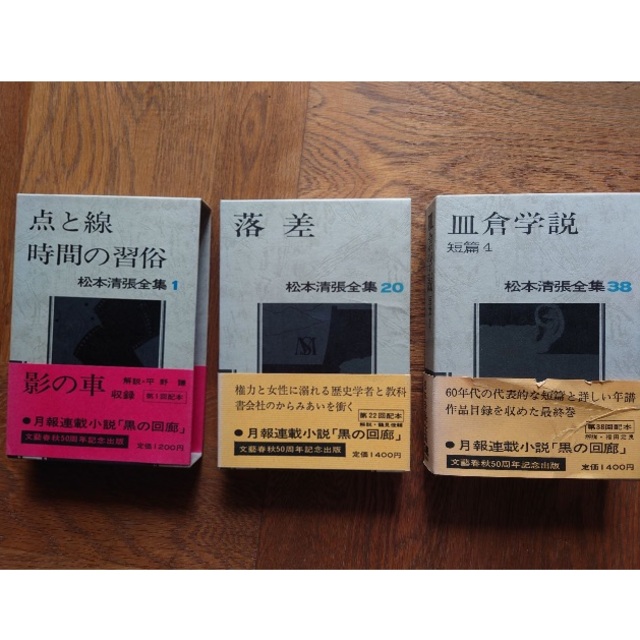 点と線
時間の習俗
松本清張全集 1
影の車
解説・平野謙
収録
第1回配本
●月報連載小説「黒の回廊」
文藝春秋50周年記念出版
定価1200円
落差
松本清張全集 20
権力と女性に溺れる歴史学者と教科
書会社のからみあいを衝く
第22回配本
解説・鶴見俊輔
●月報連載小説「黒の回廊」
文藝春秋50周年記念出版
定価1400円
皿倉学説
短篇4
松本清張全集 38
60年代の代表的な短篇と詳しい年譜
作品目録を収めた最終巻
第38回配本
●月報連載小説「黒の回廊」
文藝春秋50周年記念出版
定価1400円